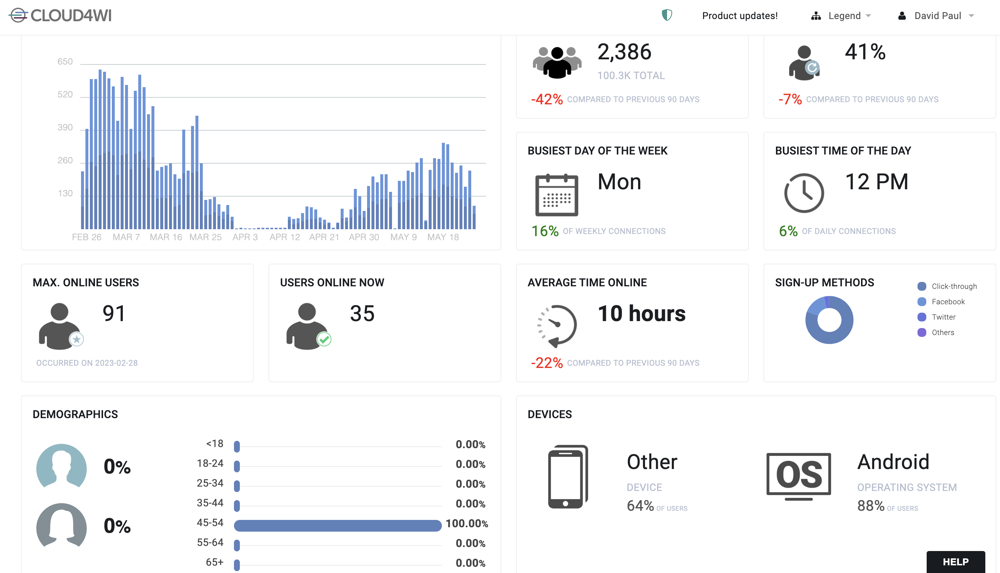 CLOUD4WI
Product updates!
Legend
David Paul
650
520
390
260
130
FEB 26 MAR 7 MAR 16 MAR 25 APR 3 APR 12 APR 21 APR 30 MAY 9 MAY 18
2,386
100.3K TOTAL
-42% COMPARED TO PREVIOUS 90 DAYS
41%
-7% COMPARED TO PREVIOUS 90 DAYS
BUSIEST DAY OF THE WEEK
Mon
16% OF WEEKLY CONNECTIONS
BUSIEST TIME OF THE DAY
12 PM
6% OF DAILY CONNECTIONS
MAX. ONLINE USERS
91
OCCURRED ON 2023-02-28
USERS ONLINE NOW
35
AVERAGE TIME ONLINE
10 hours
-22% COMPARED TO PREVIOUS 90 DAYS
SIGN-UP METHODS
Click-through
Facebook
Twitter
Others
DEMOGRAPHICS
0%
0%
<18 0.00%
18-24 0.00%
25-34 0.00%
35-44 0.00%
45-54 100.00%
55-64 0.00%
65+ 0.00%
DEVICES
Other
DEVICE
64% OF USERS
OS
Android
OPERATING SYSTEM
88% OF USERS
HELP